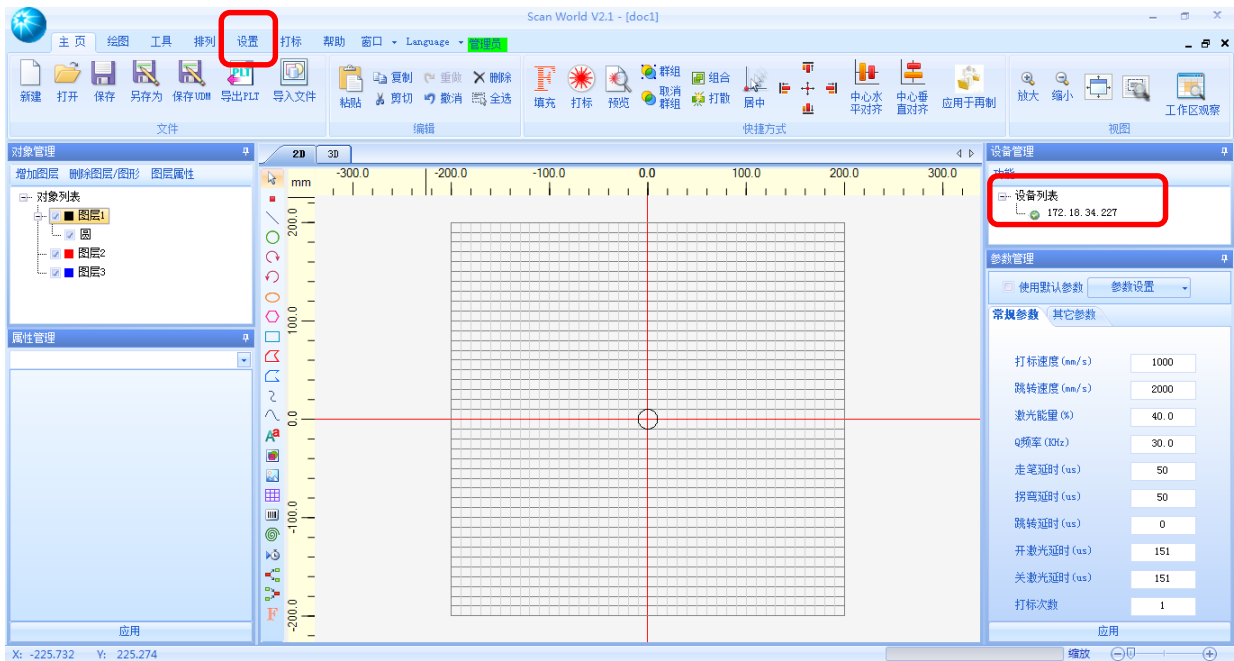 Scan World V2.1 - [doc1]
主页 绘图 工具 排列 设置 打标 帮助 窗口 Language 管理员
新建 打开 保存 另存为 保存UDM 导出PLT 导入文件
PLT
粘贴 复制 重做 删除
剪切 撤消 全选
填充 打标 预览 群组 取消群组 组合 打散 居中 中心水平对齐 中心垂直对齐 应用于再制
放大 缩小 工作区观察
文件 编辑 快捷方式 视图
对象管理
增加图层 删除图层/图形 图层属性
对象列表
图层1
圆
图层2
图层3
属性管理
应用
2D 3D
mm
-300.0 -200.0 -100.0 0.0 100.0 200.0 300.0
200.0
100.0
0.0
-100.0
-200.0
设备管理
功能
设备列表
172.18.34.227
参数管理
使用默认参数 参数设置
常规参数 其它参数
打标速度(mm/s) 1000
跳转速度(mm/s) 2000
激光能量(%) 40.0
Q频率(KHz) 30.0
走笔延时(us) 50
拐弯延时(us) 50
跳转延时(us) 0
开激光延时(us) 151
关激光延时(us) 151
打标次数 1
应用
X: -225.732 Y: 225.274
缩放